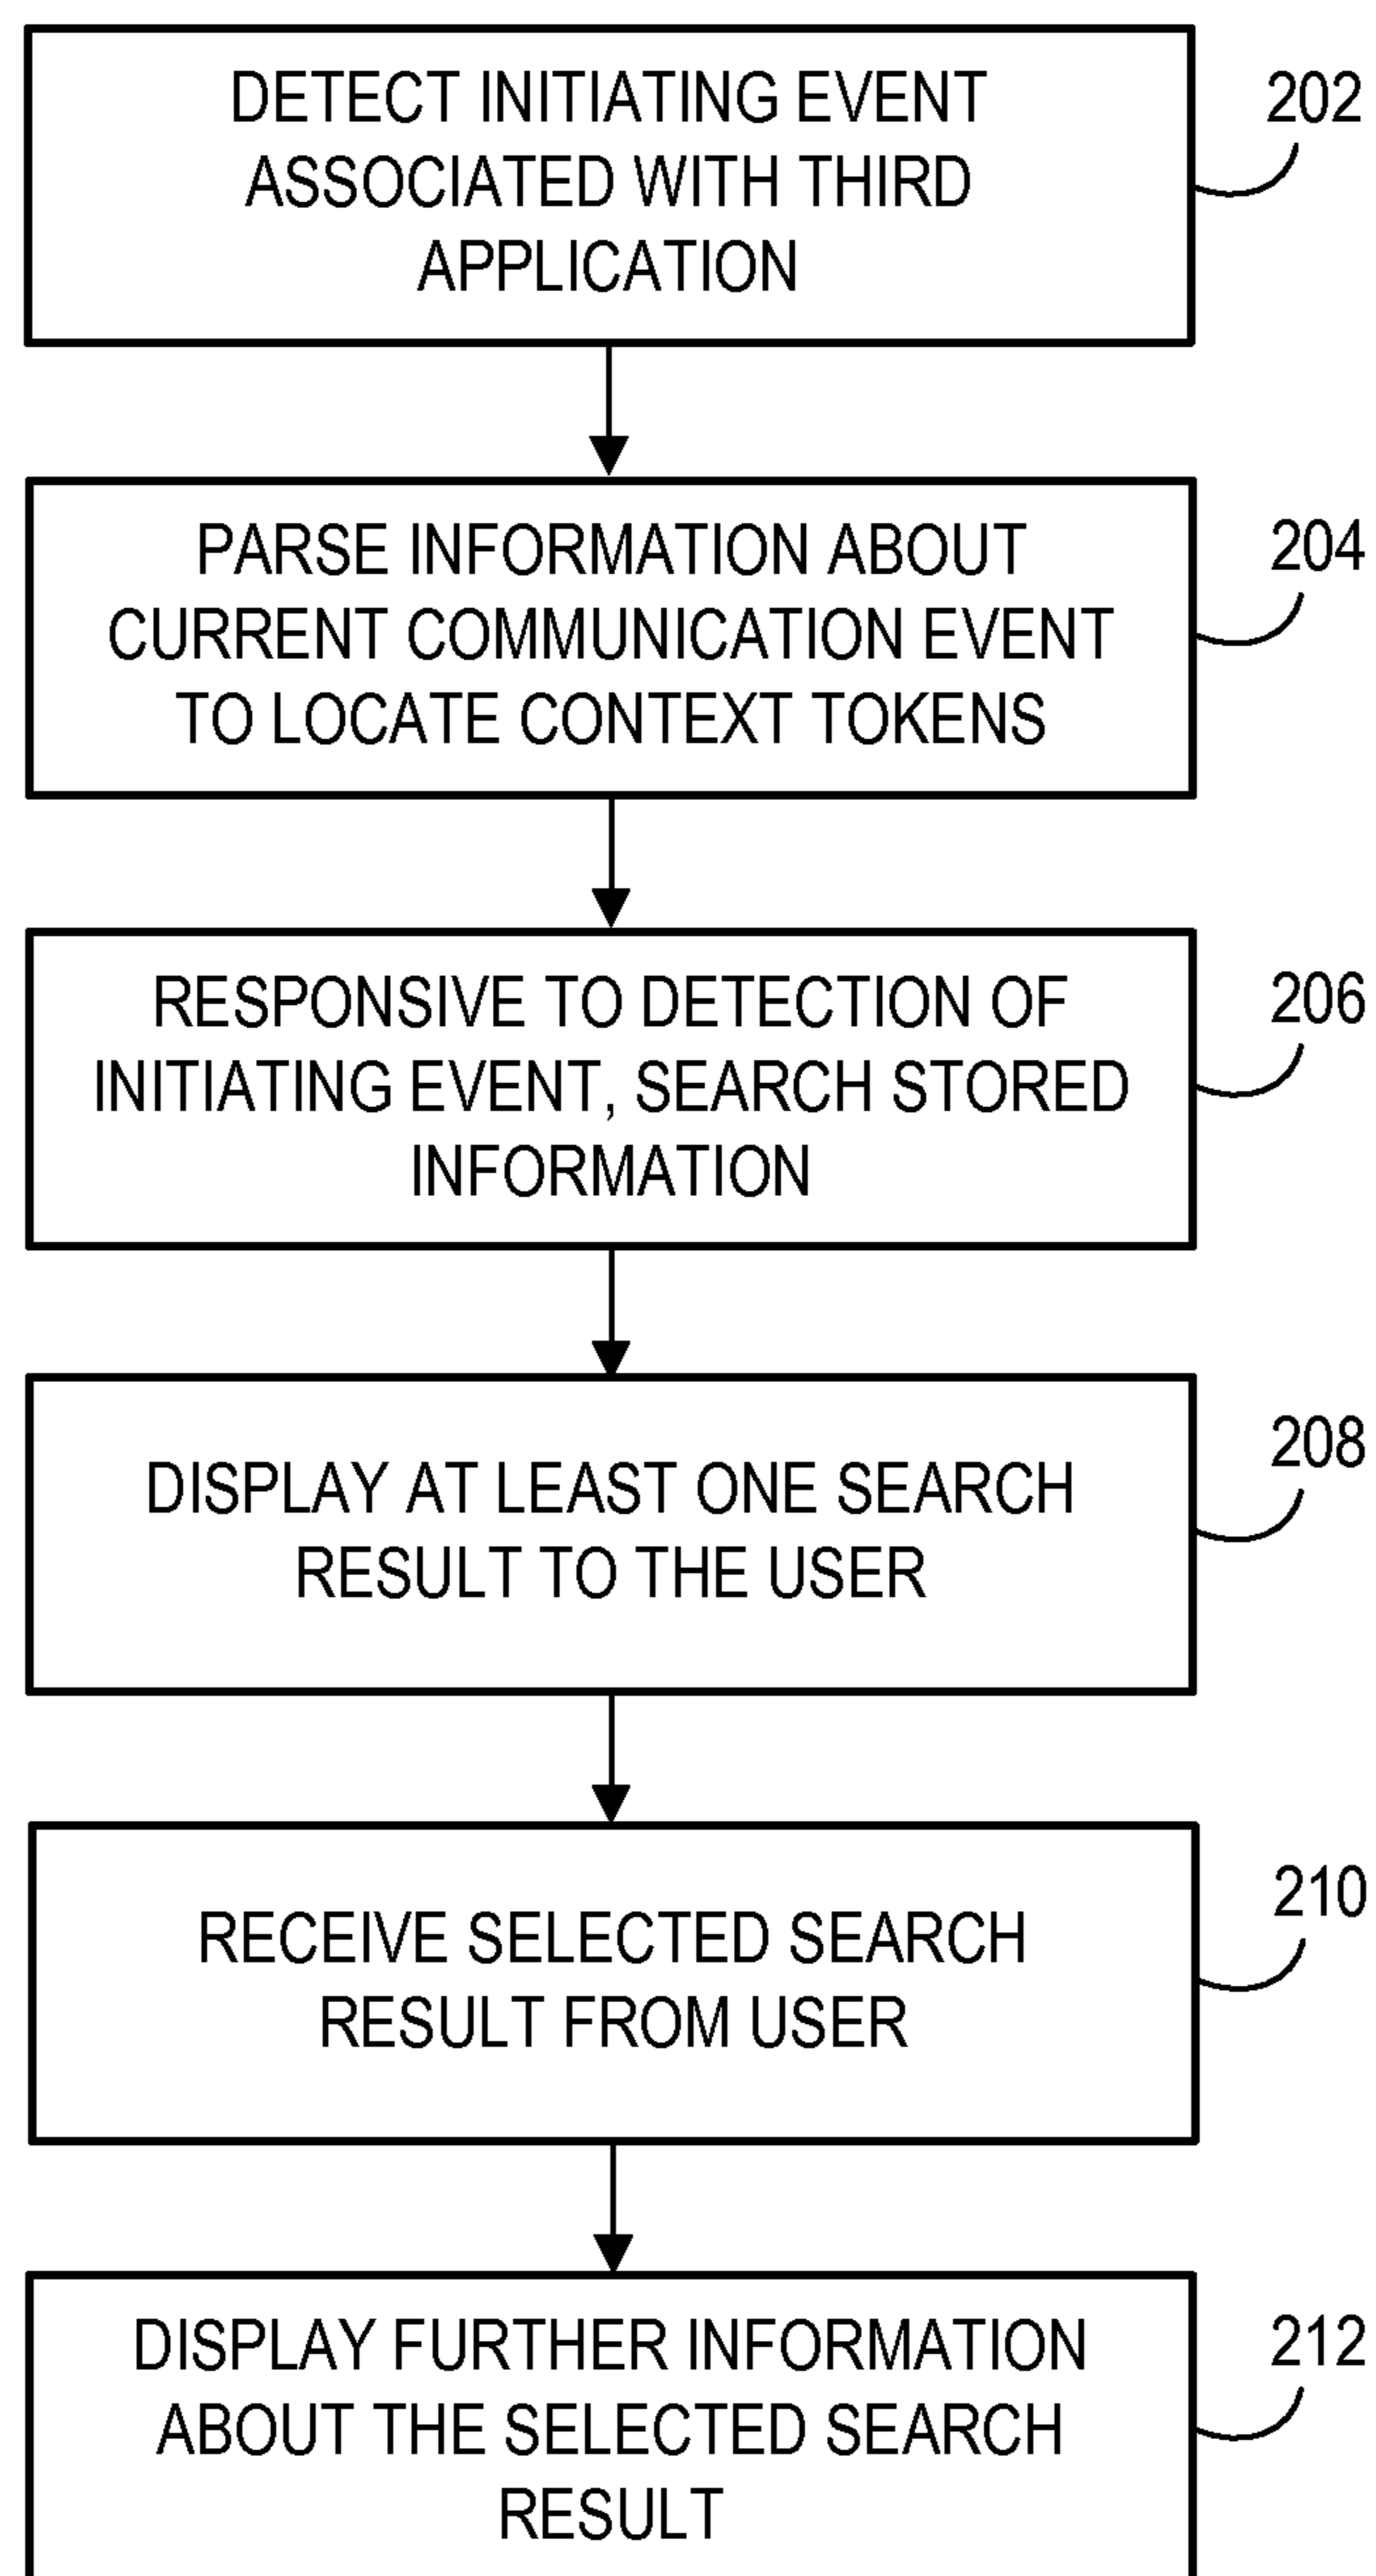 DETECT INITIATING EVENT
ASSOCIATED WITH THIRD
APPLICATION
202
PARSE INFORMATION ABOUT
CURRENT COMMUNICATION EVENT
TO LOCATE CONTEXT TOKENS
204
RESPONSIVE TO DETECTION OF
INITIATING EVENT, SEARCH STORED
INFORMATION
206
DISPLAY AT LEAST ONE SEARCH
RESULT TO THE USER
208
RECEIVE SELECTED SEARCH
RESULT FROM USER
210
DISPLAY FURTHER INFORMATION
ABOUT THE SELECTED SEARCH
RESULT
212